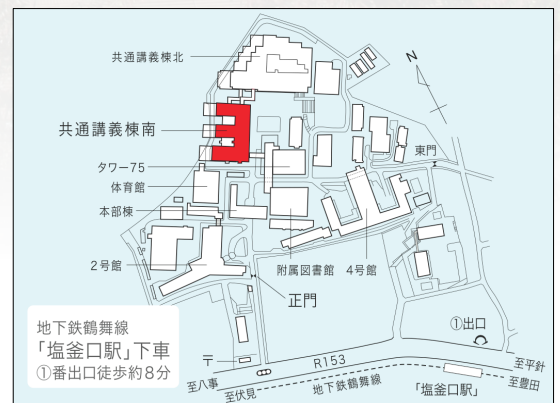 共通講義棟北
N
共通講義棟南
東門
タワー75
体育館
本部棟
2号館
附属図書館
4号館
正門
①出口
地下鉄鶴舞線
「塩釜口駅」下車
①番出口徒歩約8分
〒
R153
至平針
至八事
至伏見
地下鉄鶴舞線
「塩釜口駅」
至豊田